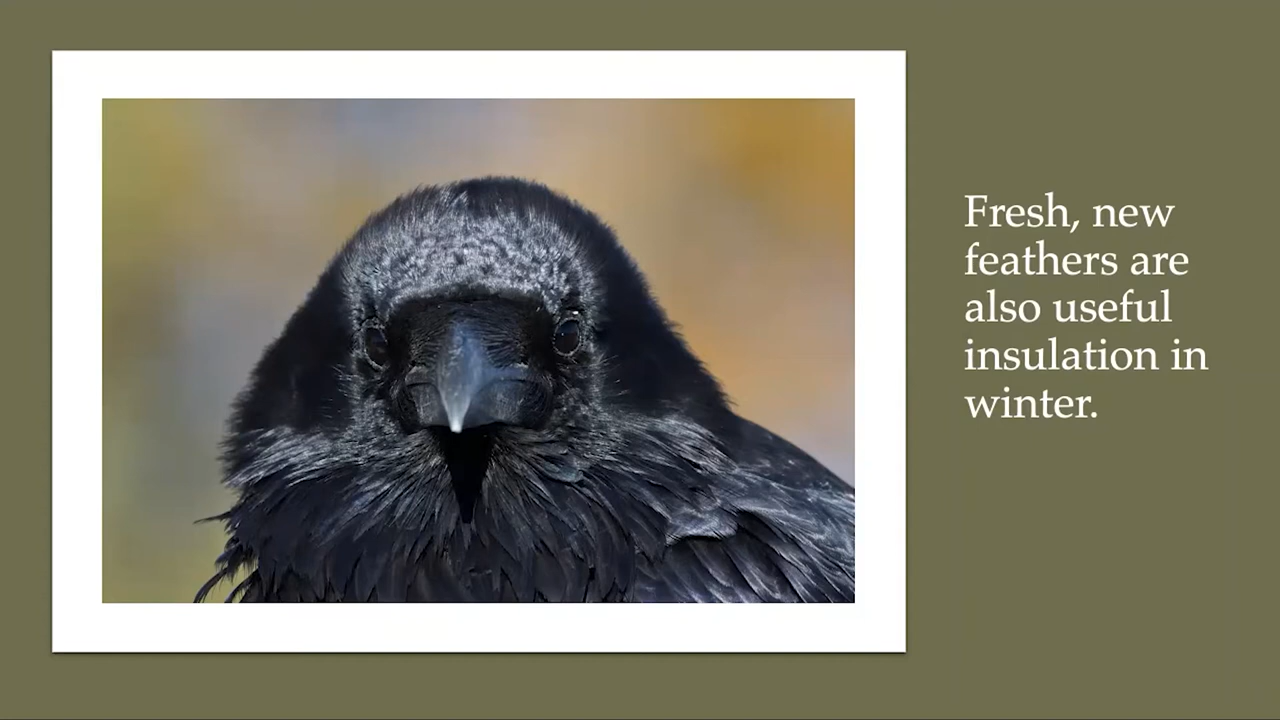 Fresh, new
feathers are
also useful
insulation in
winter.